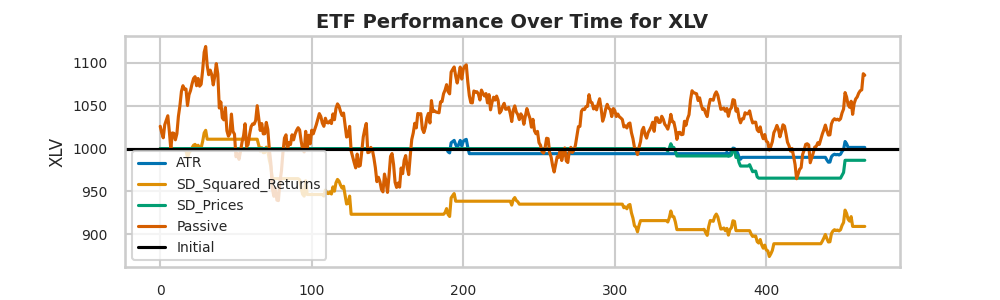 ETF Performance Over Time for XLV
XLV
1100
1050
1000
950
900
ATR
SD_Squared_Returns
SD_Prices
Passive
Initial
0
100
200
300
400